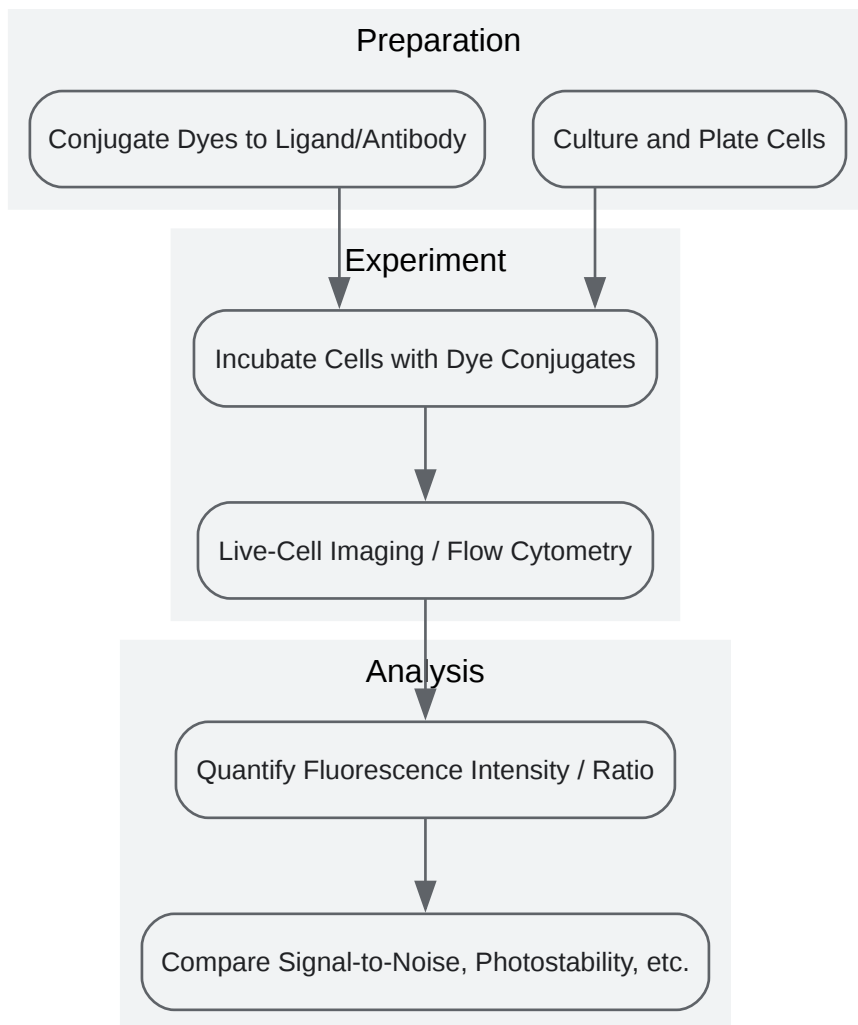 Preparation
Conjugate Dyes to Ligand/Antibody
Culture and Plate Cells
Experiment
Incubate Cells with Dye Conjugates
Live-Cell Imaging / Flow Cytometry
Analysis
Quantify Fluorescence Intensity / Ratio
Compare Signal-to-Noise, Photostability, etc.